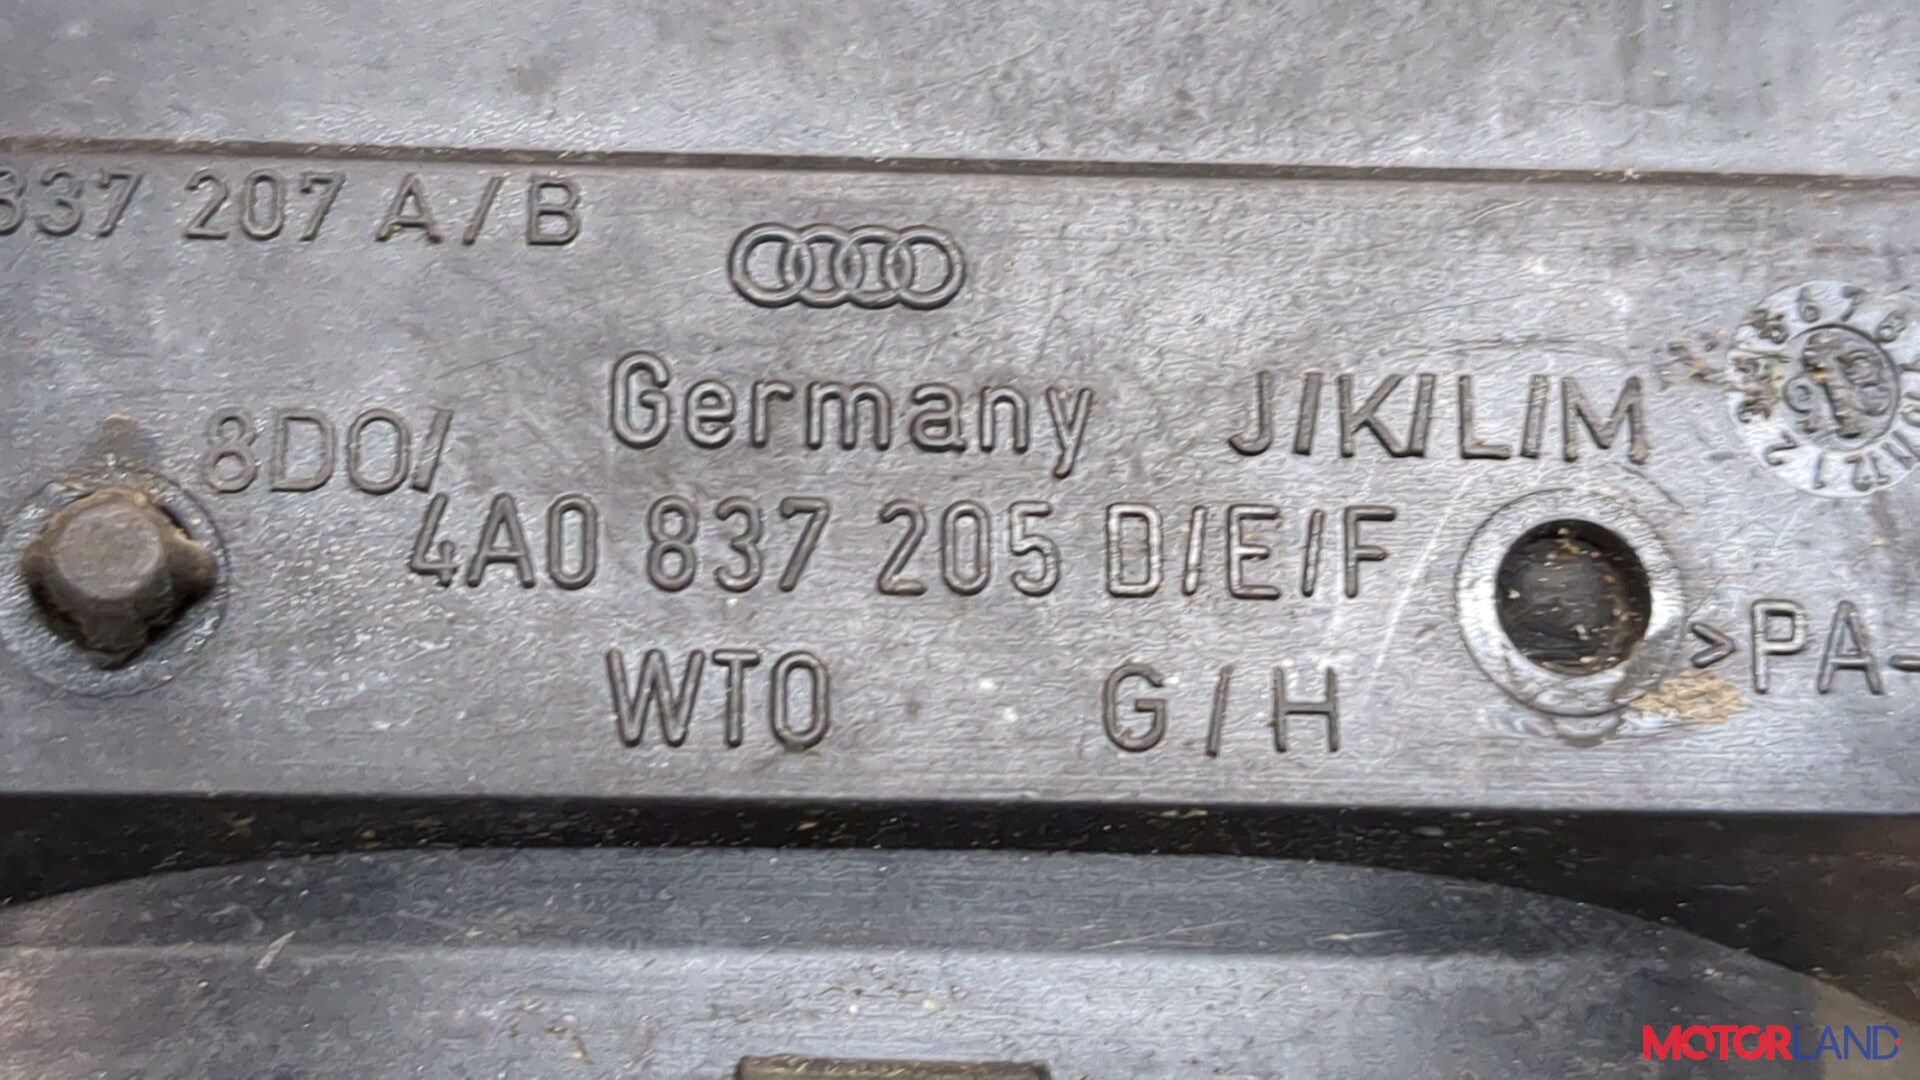 837 207 A/B
Germany J/K/L/M
8D0/
4A0 837 205 D/E/F
WTO G/H
>PA-
MOTORLAND